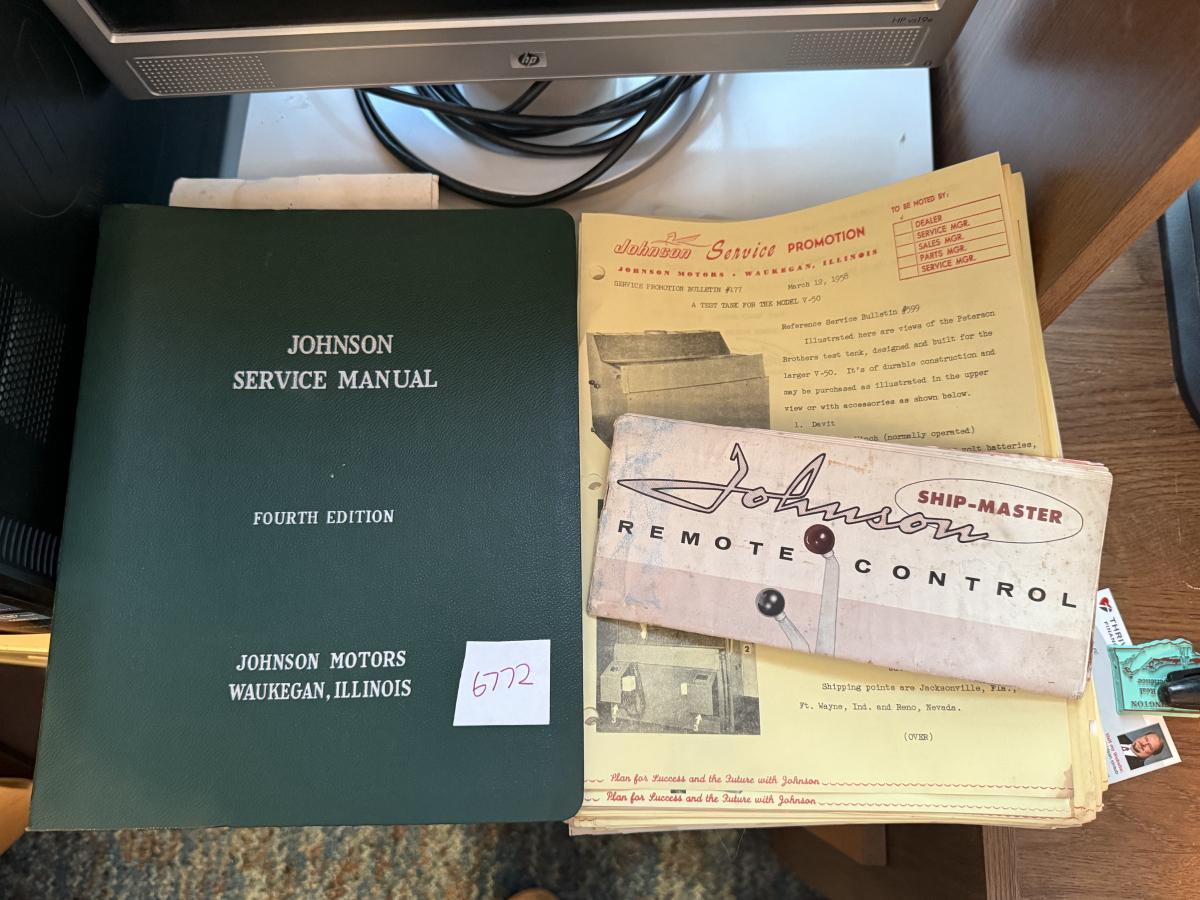 HP vs19e
hp
JOHNSON
SERVICE MANUAL
FOURTH EDITION
JOHNSON MOTORS
WAUKEGAN, ILLINOIS
6772
Johnson Service PROMOTION
JOHNSON MOTORS • WAUKEGAN, ILLINOIS
TO BE NOTED BY:
DEALER
SERVICE MGR.
SALES MGR.
PARTS MGR.
SERVICE MGR.
SERVICE PROMOTION BULLETIN #177
March 12, 1958
A TEST TANK FOR THE MODEL V-50
Reference Service Bulletin #599
Illustrated here are views of the Peterson
Brothers test tank, designed and built for the
larger V-50. It's of durable construction and
may be purchased as illustrated in the upper
view or with accessories as shown below.
1. Davit
(normally operated)
volt batteries,
Johnson
SHIP-MASTER
REMOTE CONTROL
2
Shipping points are Jacksonville, Fla.,
Ft. Wayne, Ind. and Reno, Nevada.
(OVER)
Plan for Success and the Future with Johnson
Plan for Success and the Future with Johnson